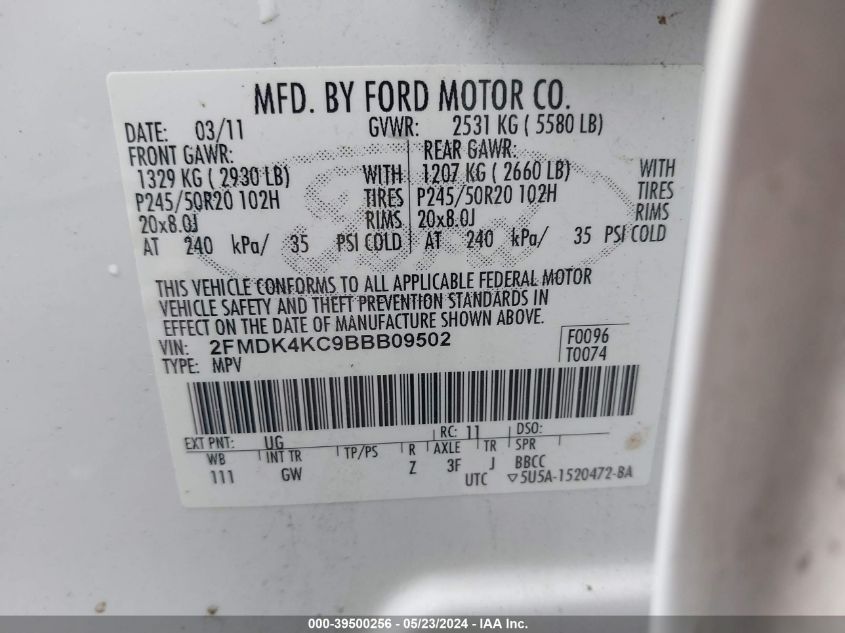 MFD. BY FORD MOTOR CO.
DATE: 03/11 GVWR: 2531 KG ( 5580 LB)
FRONT GAWR: REAR GAWR:
1329 KG ( 2930 LB) WITH 1207 KG ( 2660 LB) WITH
P245/50R20 102H TIRES P245/50R20 102H TIRES
20x8.0J RIMS 20x8.0J RIMS
AT 240 kPa/ 35 PSI COLD AT 240 kPa/ 35 PSI COLD
Ford
THIS VEHICLE CONFORMS TO ALL APPLICABLE FEDERAL MOTOR
VEHICLE SAFETY AND THEFT PREVENTION STANDARDS IN
EFFECT ON THE DATE OF MANUFACTURE SHOWN ABOVE.
VIN: 2FMDK4KC9BBB09502 F0096
TYPE: MPV T0074
EXT PNT: UG RC: 11 DSO:
WB INT TR TP/PS R AXLE TR SPR
111 GW Z 3F J BBCC
UTC ▽5U5A-1520472-BA
000-39500256 - 05/23/2024 - IAA Inc.